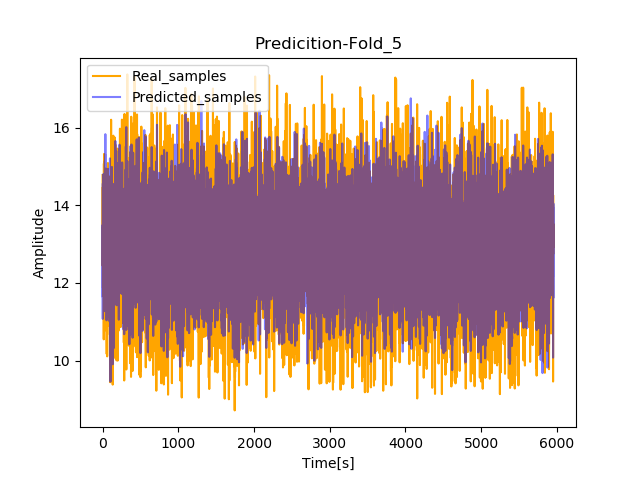 Predicition-Fold_5
Real_samples
Predicted_samples
Amplitude
16
14
12
10
0 1000 2000 3000 4000 5000 6000
Time[s]